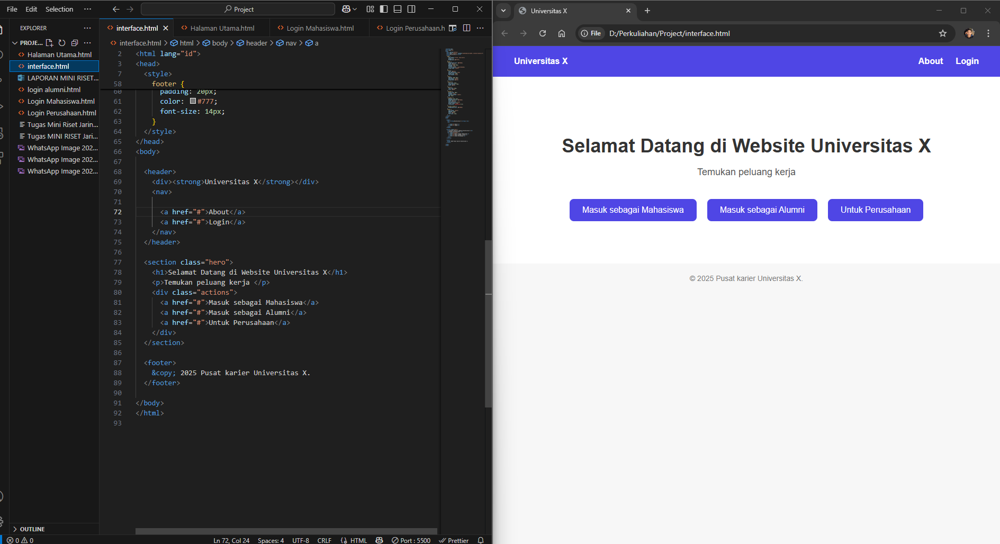 File Edit Selection ··· Project
EXPLORER ···
PROJE... ···
Halaman Utama.html
interface.html
LAPORAN MINI RISET...
login alumni.html
Login Mahasiswa.html
Login Perusahaan.html
Tugas Mini Riset Jarin...
Tugas MINI RISET Jari...
WhatsApp Image 202...
WhatsApp Image 202...
WhatsApp Image 202...
OUTLINE
interface.html Halaman Utama.html Login Mahasiswa.html Login Perusahaan.h ···
interface.html > html > body > header > nav > a
2 <html lang="id">
3 <head>
7 <style>
58 footer {
60 padding: 20px;
61 color: #777;
62 font-size: 14px;
63 }
64 </style>
65 </head>
66 <body>
67
68 <header>
69 <div><strong>Universitas X</strong></div>
70 <nav>
71
72 <a href="#">About</a>
73 <a href="#">Login</a>
74 </nav>
75 </header>
76
77 <section class="hero">
78 <h1>Selamat Datang di Website Universitas X</h1>
79 <p>Temukan peluang kerja </p>
80 <div class="actions">
81 <a href="#">Masuk sebagai Mahasiswa</a>
82 <a href="#">Masuk sebagai Alumni</a>
83 <a href="#">Untuk Perusahaan</a>
84 </div>
85 </section>
86
87 <footer>
88 &copy; 2025 Pusat karier Universitas X.
89 </footer>
90
91 </body>
92 </html>
93
0 0 Ln 72, Col 24 Spaces: 4 UTF-8 CRLF {} HTML Port : 5500 Prettier
Universitas X
File D:/Perkuliahan/Project/interface.html
Universitas X About Login
Selamat Datang di Website Universitas X
Temukan peluang kerja
Masuk sebagai Mahasiswa Masuk sebagai Alumni Untuk Perusahaan
© 2025 Pusat karier Universitas X.